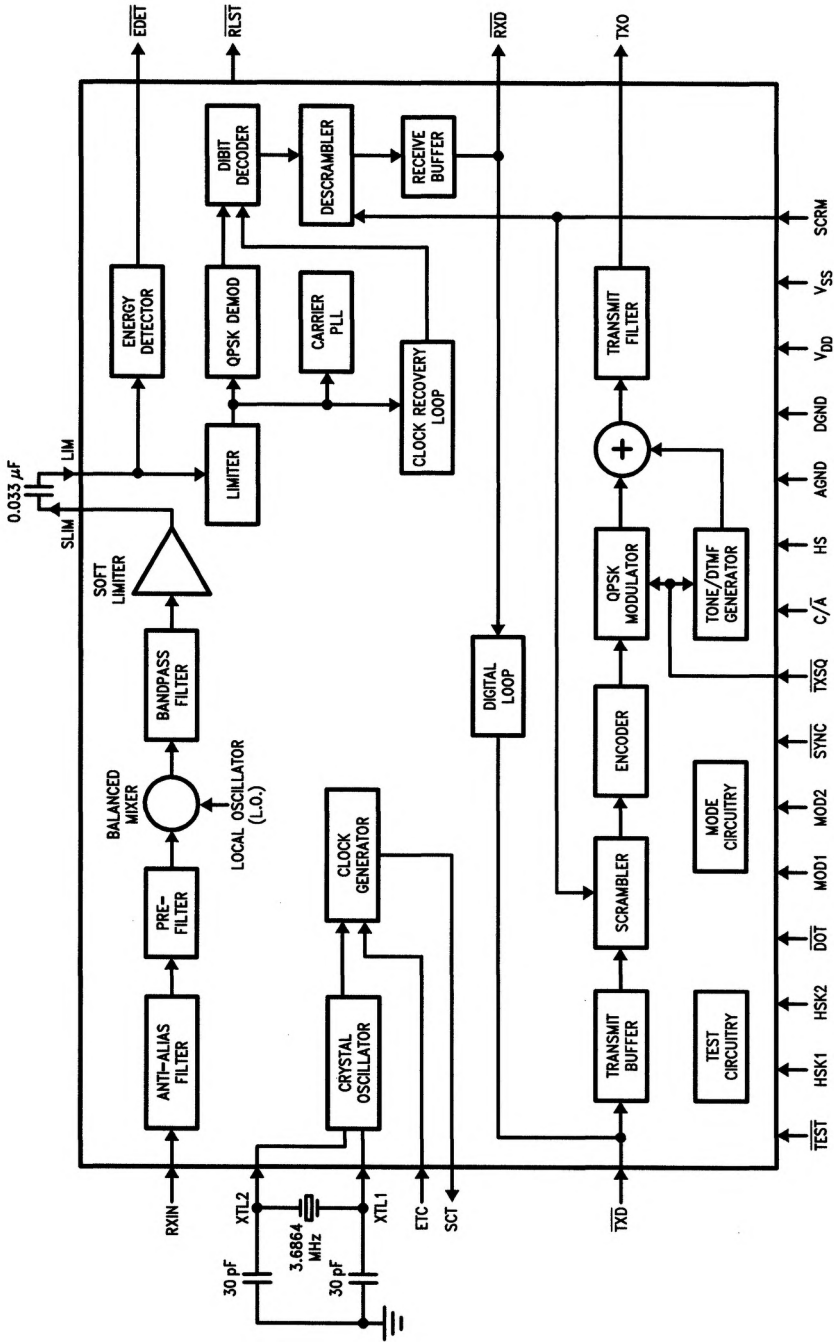 0.033 μF
SLIM
LIM
EDET
RLST
RXD
TXO
RXIN
ANTI-ALIAS
FILTER
PRE-
FILTER
BALANCED
MIXER
LOCAL OSCILLATOR
(L.O.)
BANDPASS
FILTER
SOFT
LIMITER
ENERGY
DETECTOR
LIMITER
QPSK DEMOD
CARRIER
PLL
CLOCK RECOVERY
LOOP
DIBIT
DECODER
DESCRAMBLER
RECEIVE
BUFFER
30 pF
30 pF
XTL2
3.6864
MHz
XTL1
ETC
SCT
CRYSTAL
OSCILLATOR
CLOCK
GENERATOR
DIGITAL
LOOP
TXD
TRANSMIT
BUFFER
SCRAMBLER
ENCODER
QPSK
MODULATOR
+
TRANSMIT
FILTER
TONE/DTMF
GENERATOR
TEST
CIRCUITRY
MODE
CIRCUITRY
TEST
HSK1
HSK2
DOT
MOD1
MOD2
SYNC
TXSQ
C/A
HS
AGND
DGND
VDD
VSS
SCRM